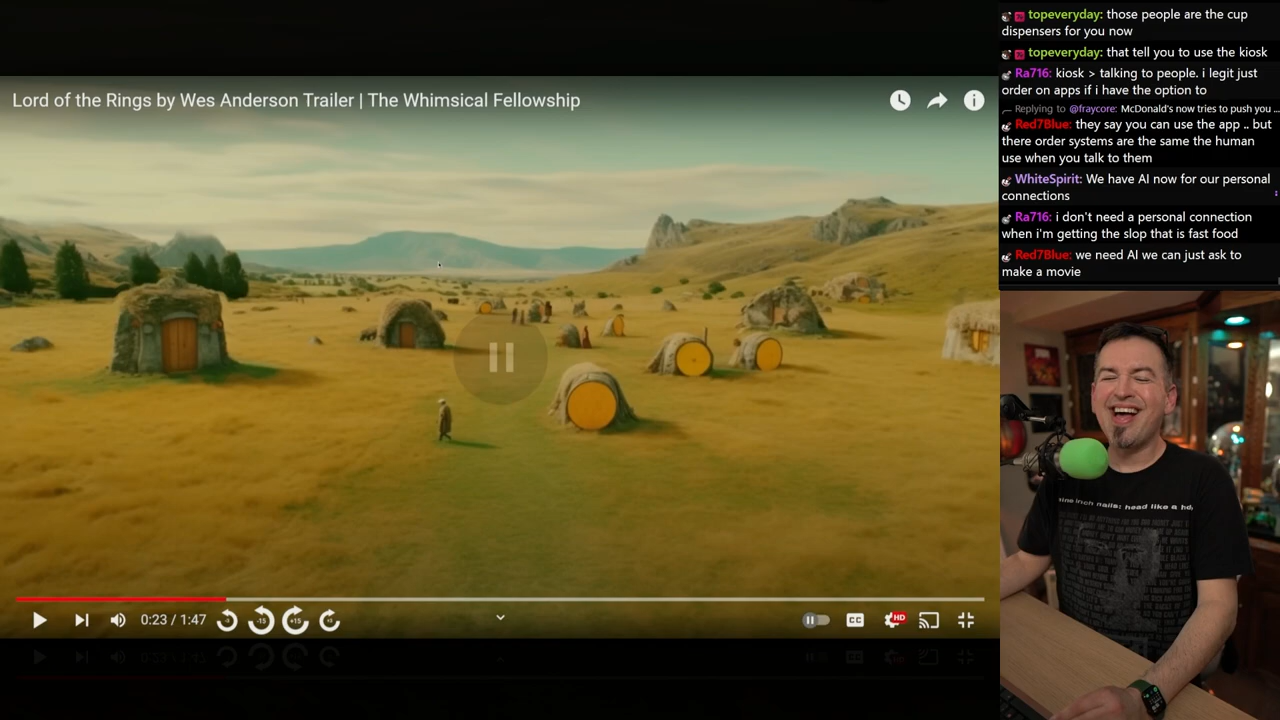 Lord of the Rings by Wes Anderson Trailer | The Whimsical Fellowship
0:23 / 1:47
-15
+15
CC
HD
topeveryday: those people are the cup
dispensers for you now
topeveryday: that tell you to use the kiosk
Ra716: kiosk > talking to people. i legit just
order on apps if i have the option to
Replying to @fraycore: McDonald's now tries to push you ...
Red7Blue: they say you can use the app .. but
there order systems are the same the human
use when you talk to them
WhiteSpirit: We have AI now for our personal
connections
Ra716: i don't need a personal connection
when i'm getting the slop that is fast food
Red7Blue: we need AI we can just ask to
make a movie
nine inch nails: head like a ho